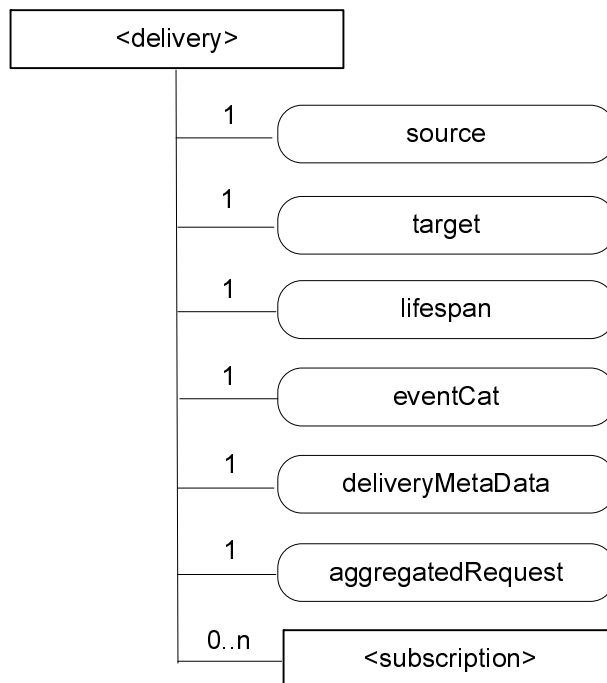 <delivery>
1
source
1
target
1
lifespan
1
eventCat
1
deliveryMetaData
1
aggregatedRequest
0..n
<subscription>